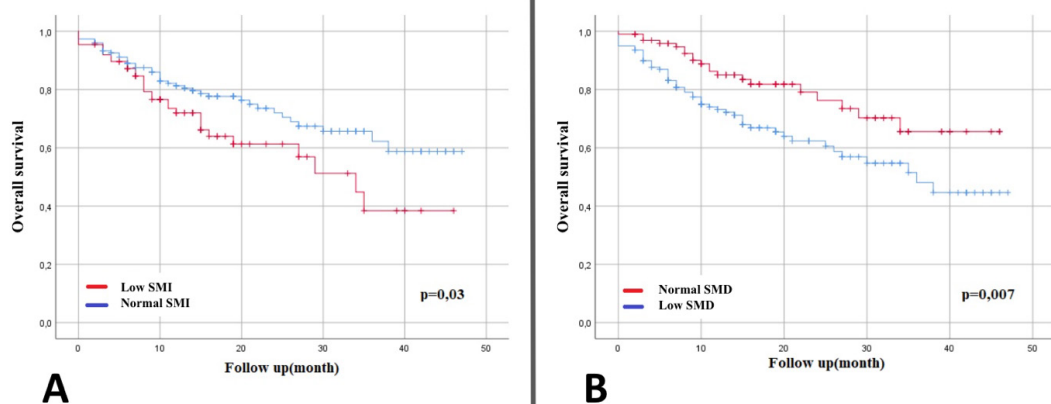 Overall survival
1,0
0,8
0,6
0,4
0,2
0,0
Low SMI
Normal SMI
p=0,03
0
10
20
30
40
50
Follow up(month)
A
Overall survival
1,0
0,8
0,6
0,4
0,2
0,0
Normal SMD
Low SMD
p=0,007
0
10
20
30
40
50
Follow up(month)
B